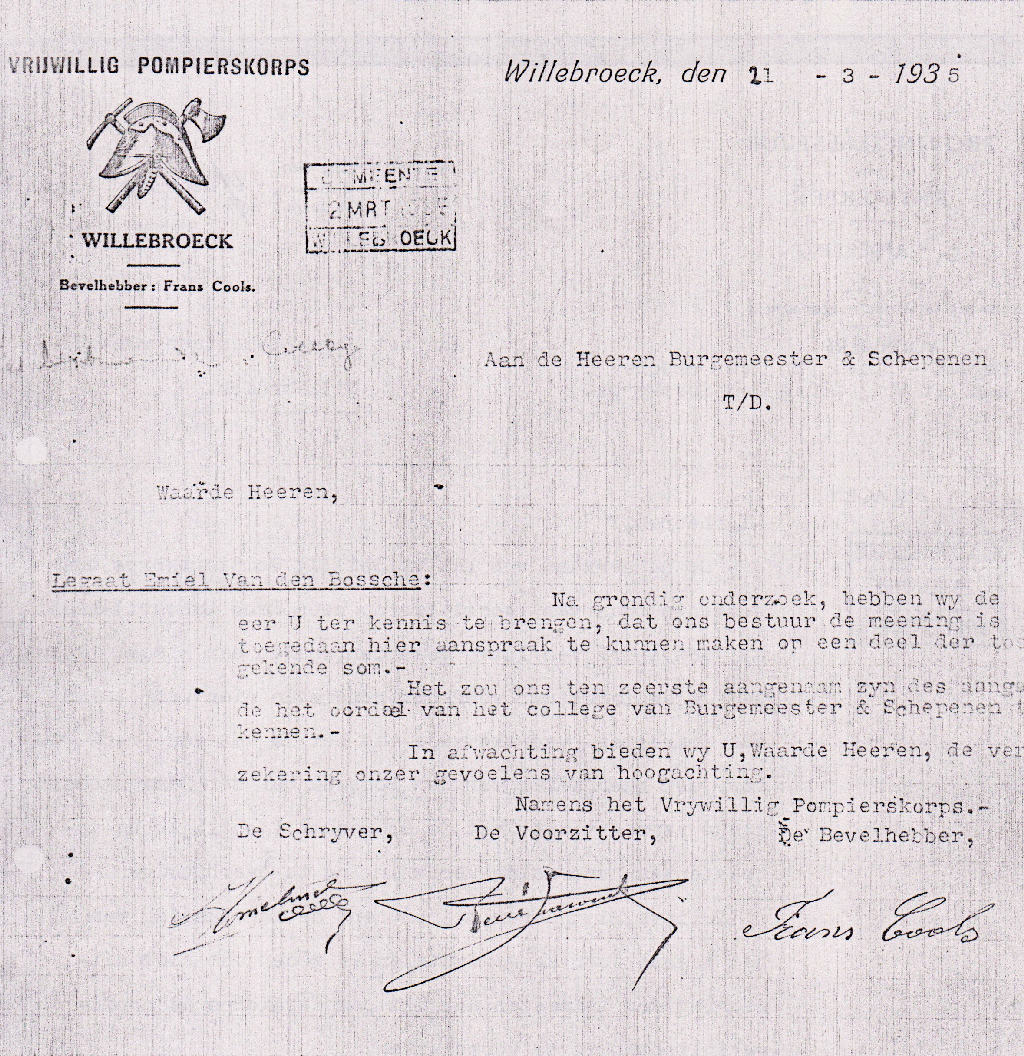 VRIJWILLIG POMPIERSKORPS
Willebroeck, den 21 - 3 - 1935
GEMEENTE
2 MRT
WILLEBROECK
WILLEBROECK
Bevelhebber: Frans Cools.
Aan de Heeren Burgemeester & Schepenen
T/D.
Waarde Heeren,
Legaat Emiel Van den Bossche:
Na grondig onderzoek, hebben wy de
eer U ter kennis te brengen, dat ons bestuur de meening is
toegedaan hier aanspraak te kunnen maken op een deel der toe
gekende som.-
Het zou ons ten zeerste aangenaam zyn des aanga
de het oordeel van het college van Burgemeester & Schepenen t
kennen.-
In afwachting bieden wy U,Waarde Heeren, de ver
zekering onzer gevoelens van hoogachting.
Namens het Vrywillig Pompierskorps.-
De Schryver, De Voorzitter, De Bevelhebber,
Frans Cools